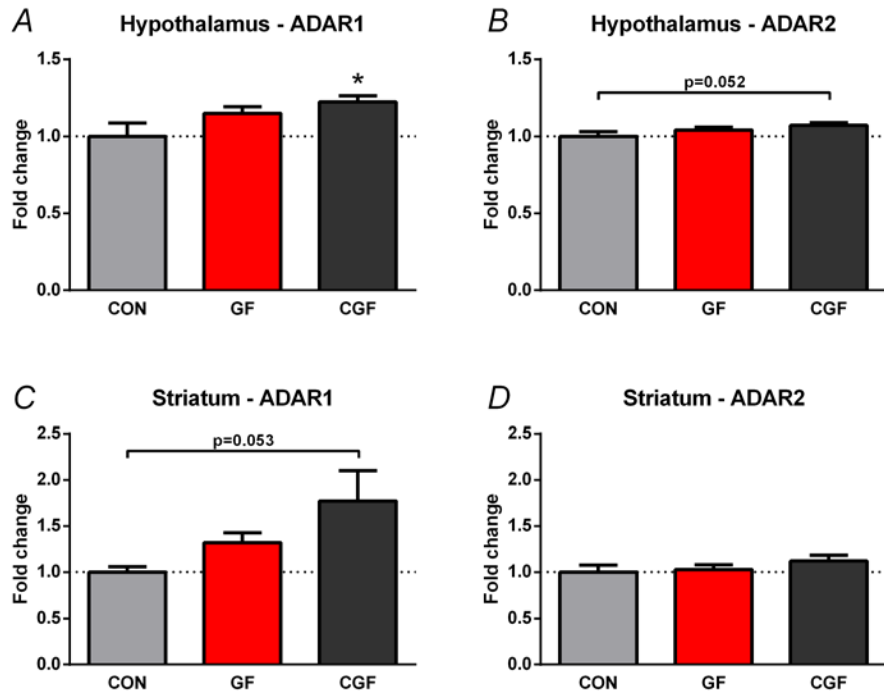 A
Hypothalamus - ADAR1
Fold change
1.5
1.0
0.5
0.0
*
CON GF CGF
B
Hypothalamus - ADAR2
Fold change
1.5
1.0
0.5
0.0
p=0.052
CON GF CGF
C
Striatum - ADAR1
Fold change
2.5
2.0
1.5
1.0
0.5
0.0
p=0.053
CON GF CGF
D
Striatum - ADAR2
Fold change
2.5
2.0
1.5
1.0
0.5
0.0
CON GF CGF